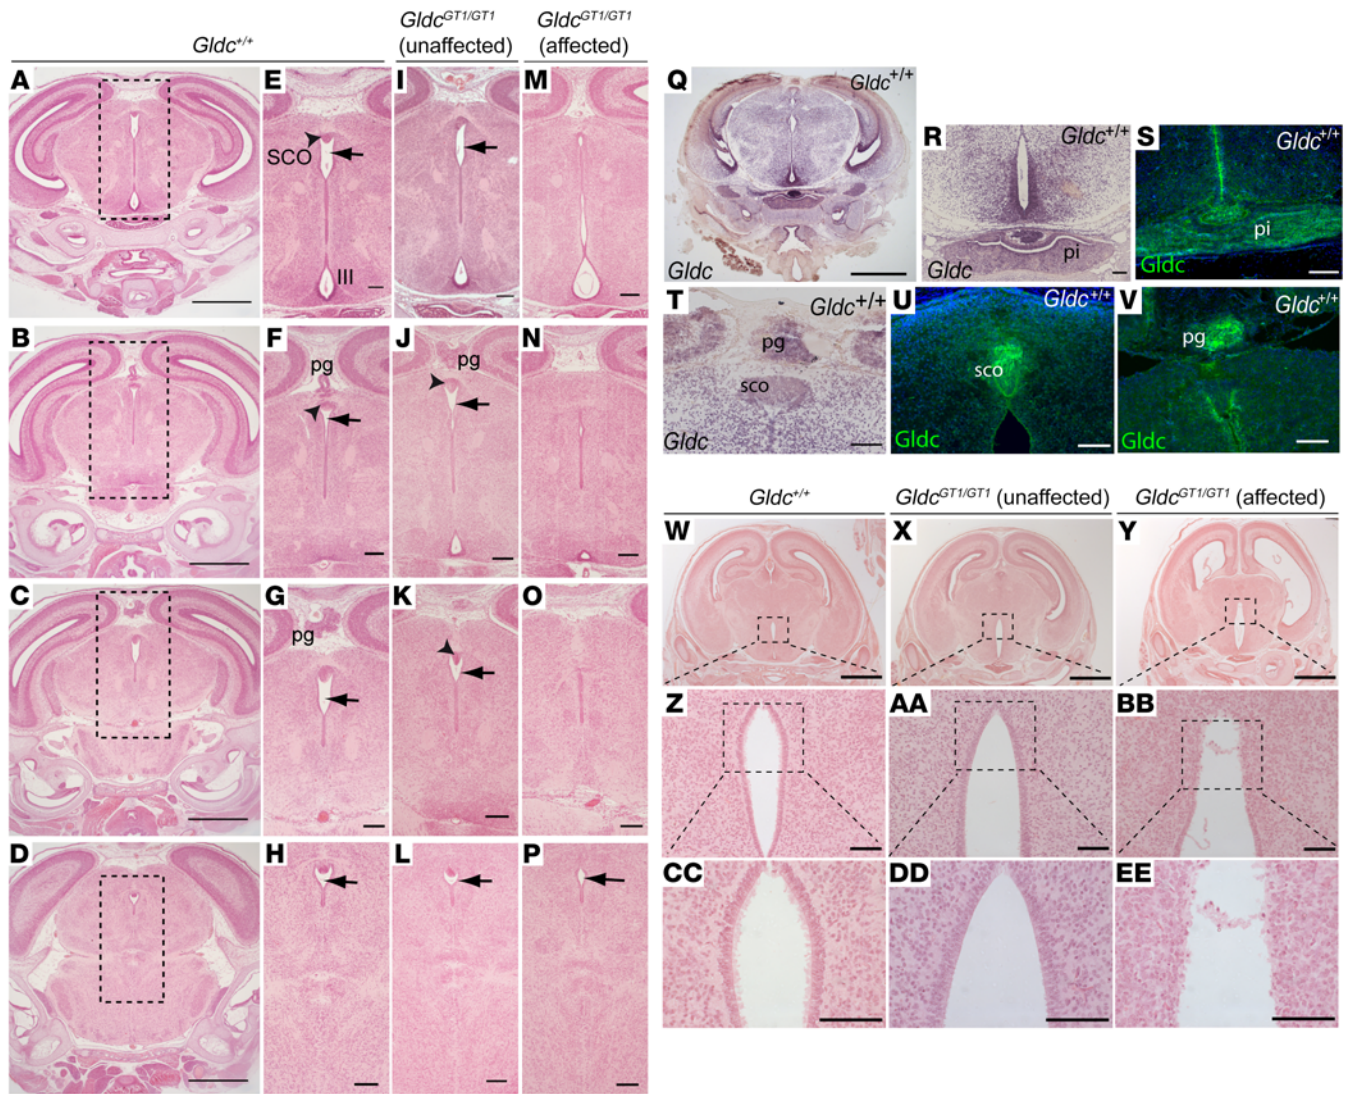 Gldc+/+
GldcGT1/GT1
(unaffected)
GldcGT1/GT1
(affected)
A
E
SCO
III
I
M
B
F
pg
J
pg
N
C
G
pg
K
O
D
H
L
P
Q
Gldc+/+
Gldc
R
Gldc+/+
pi
Gldc
S
Gldc+/+
pi
Gldc
T
Gldc+/+
pg
sco
Gldc
U
Gldc+/+
sco
Gldc
V
Gldc+/+
pg
Gldc
Gldc+/+
GldcGT1/GT1 (unaffected)
GldcGT1/GT1 (affected)
W
X
Y
Z
AA
BB
CC
DD
EE